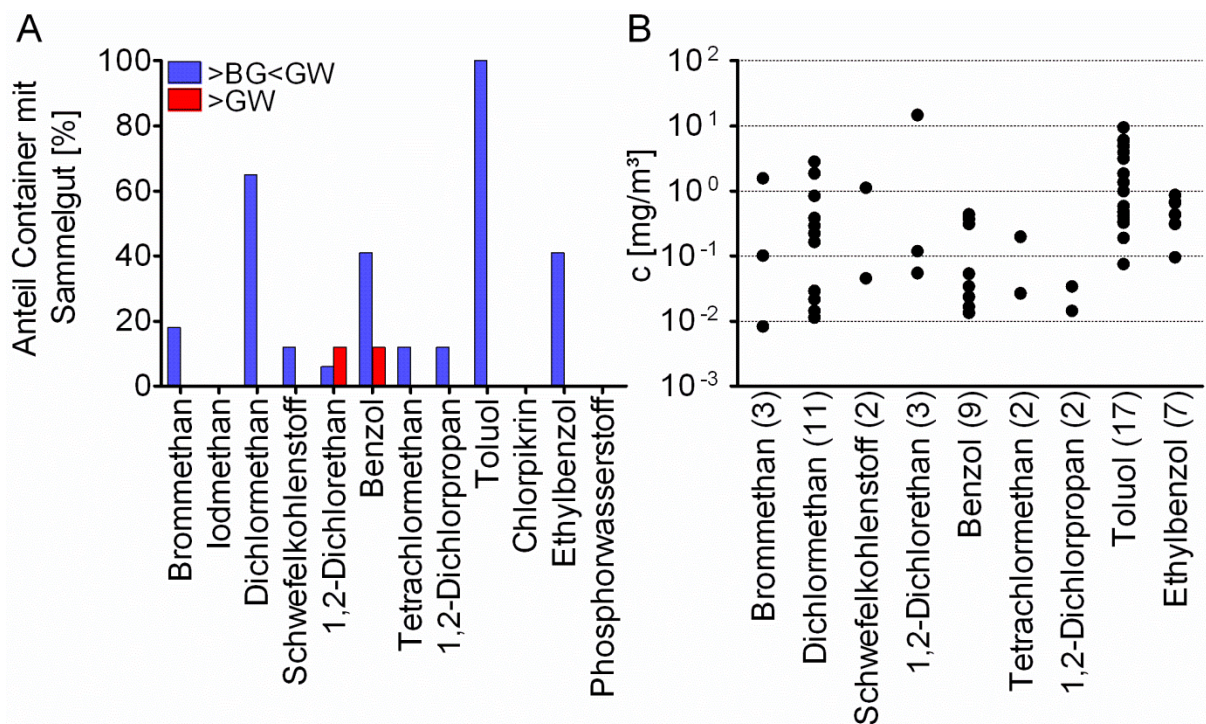 A
Anteil Container mit
Sammelgut [%]
100
80
60
40
20
0
>BG<GW
>GW
Brommethan
Iodmethan
Dichlormethan
Schwefelkohlenstoff
1,2-Dichlorethan
Benzol
Tetrachlormethan
1,2-Dichlorpropan
Toluol
Chlorpikrin
Ethylbenzol
Phosphorwasserstoff
B
c [mg/m³]
10²
10¹
10⁰
10⁻¹
10⁻²
10⁻³
Brommethan (3)
Dichlormethan (11)
Schwefelkohlenstoff (2)
1,2-Dichlorethan (3)
Benzol (9)
Tetrachlormethan (2)
1,2-Dichlorpropan (2)
Toluol (17)
Ethylbenzol (7)